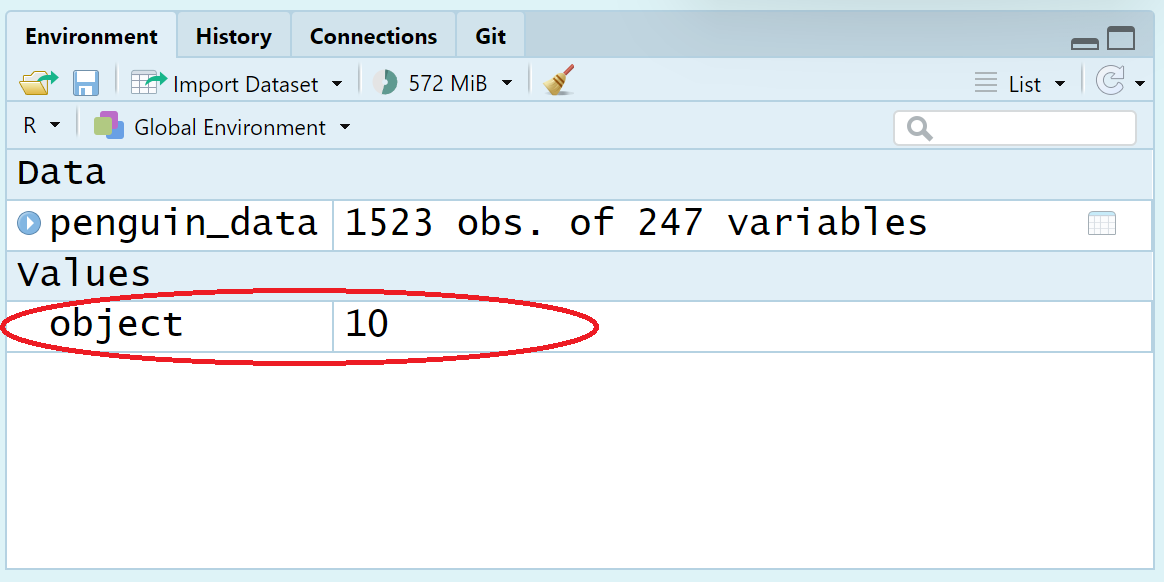 Environment History Connections Git
Import Dataset 572 MiB List
R Global Environment
Data
penguin_data 1523 obs. of 247 variables
Values
object 10